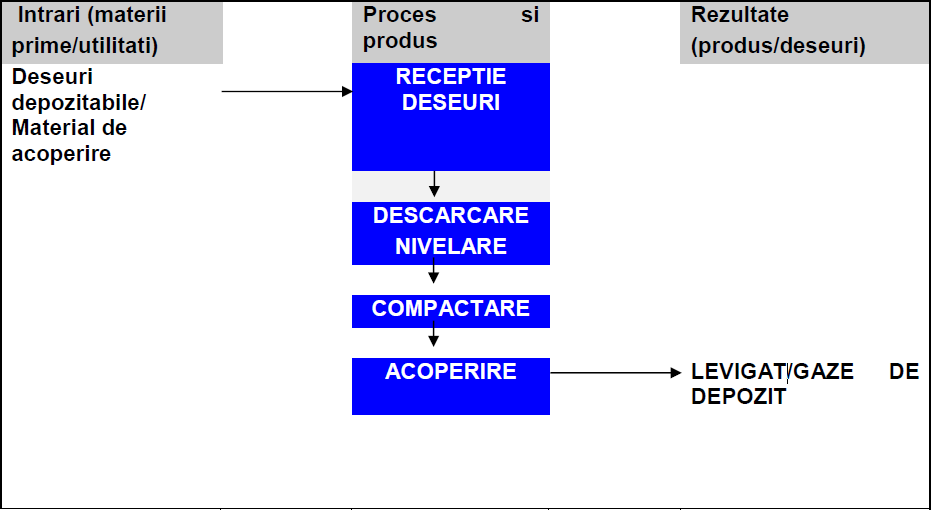 Intrari (materii
prime/utilitati)
Proces si
produs
Rezultate
(produs/deseuri)
Deseuri
depozitabile/
Material de
acoperire
RECEPTIE
DESEURI
DESCARCARE
NIVELARE
COMPACTARE
ACOPERIRE
LEVIGAT/GAZE DE
DEPOZIT